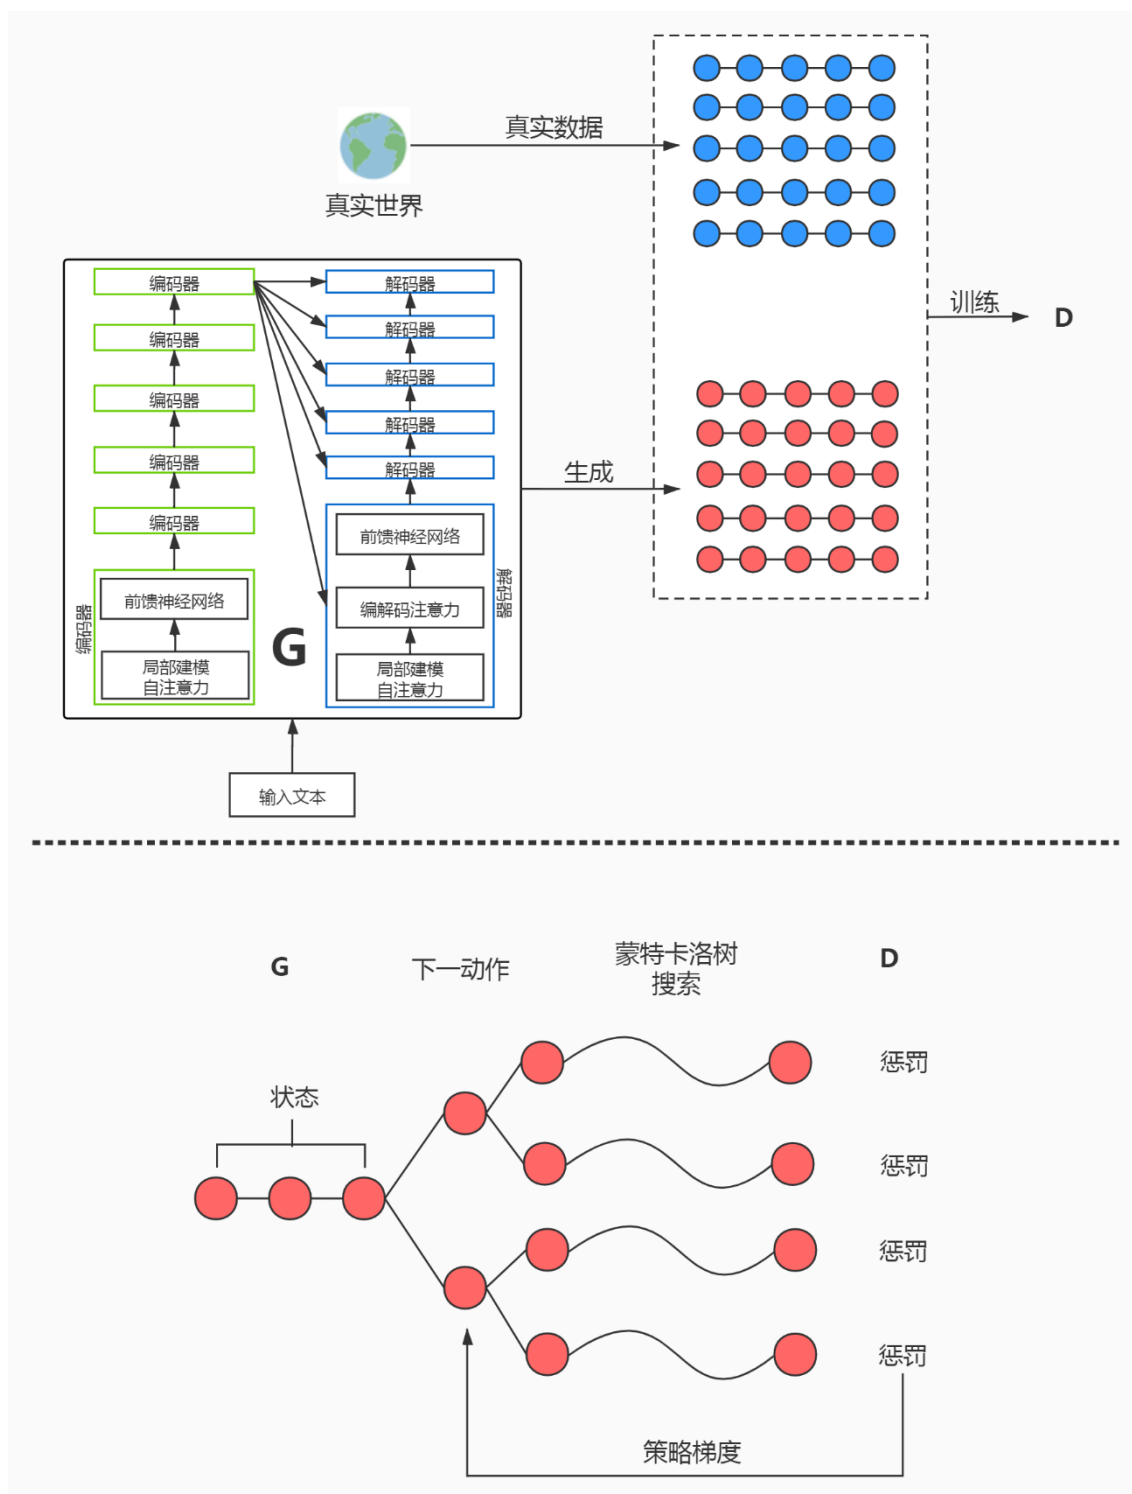 真实数据
真实世界
编码器
解码器
编码器
解码器
训练
D
编码器
解码器
编码器
解码器
编码器
解码器
生成
前馈神经网络
前馈神经网络
编解码注意力
编码器
解码器
G
局部建模
自注意力
局部建模
自注意力
输入文本
G
下一动作
蒙特卡洛树
搜索
D
状态
惩罚
惩罚
惩罚
惩罚
策略梯度